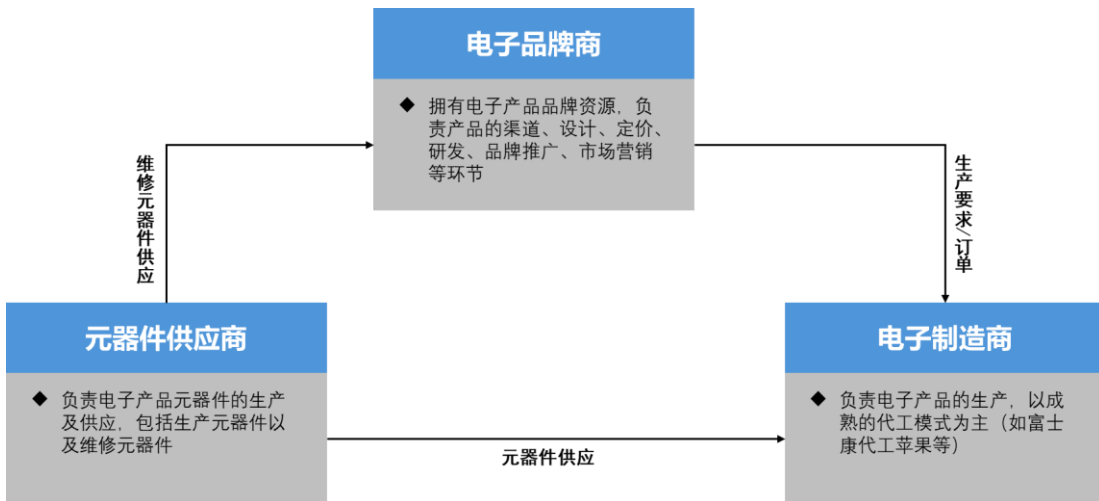 电子品牌商
◆ 拥有电子产品品牌资源，负
责产品的渠道、设计、定价、
研发、品牌推广、市场营销
等环节
维修元器件供应
生产要求/订单
元器件供应商
◆ 负责电子产品元器件的生产
及供应，包括生产元器件以
及维修元器件
元器件供应
电子制造商
◆ 负责电子产品的生产，以成
熟的代工模式为主（如富士
康代工苹果等）